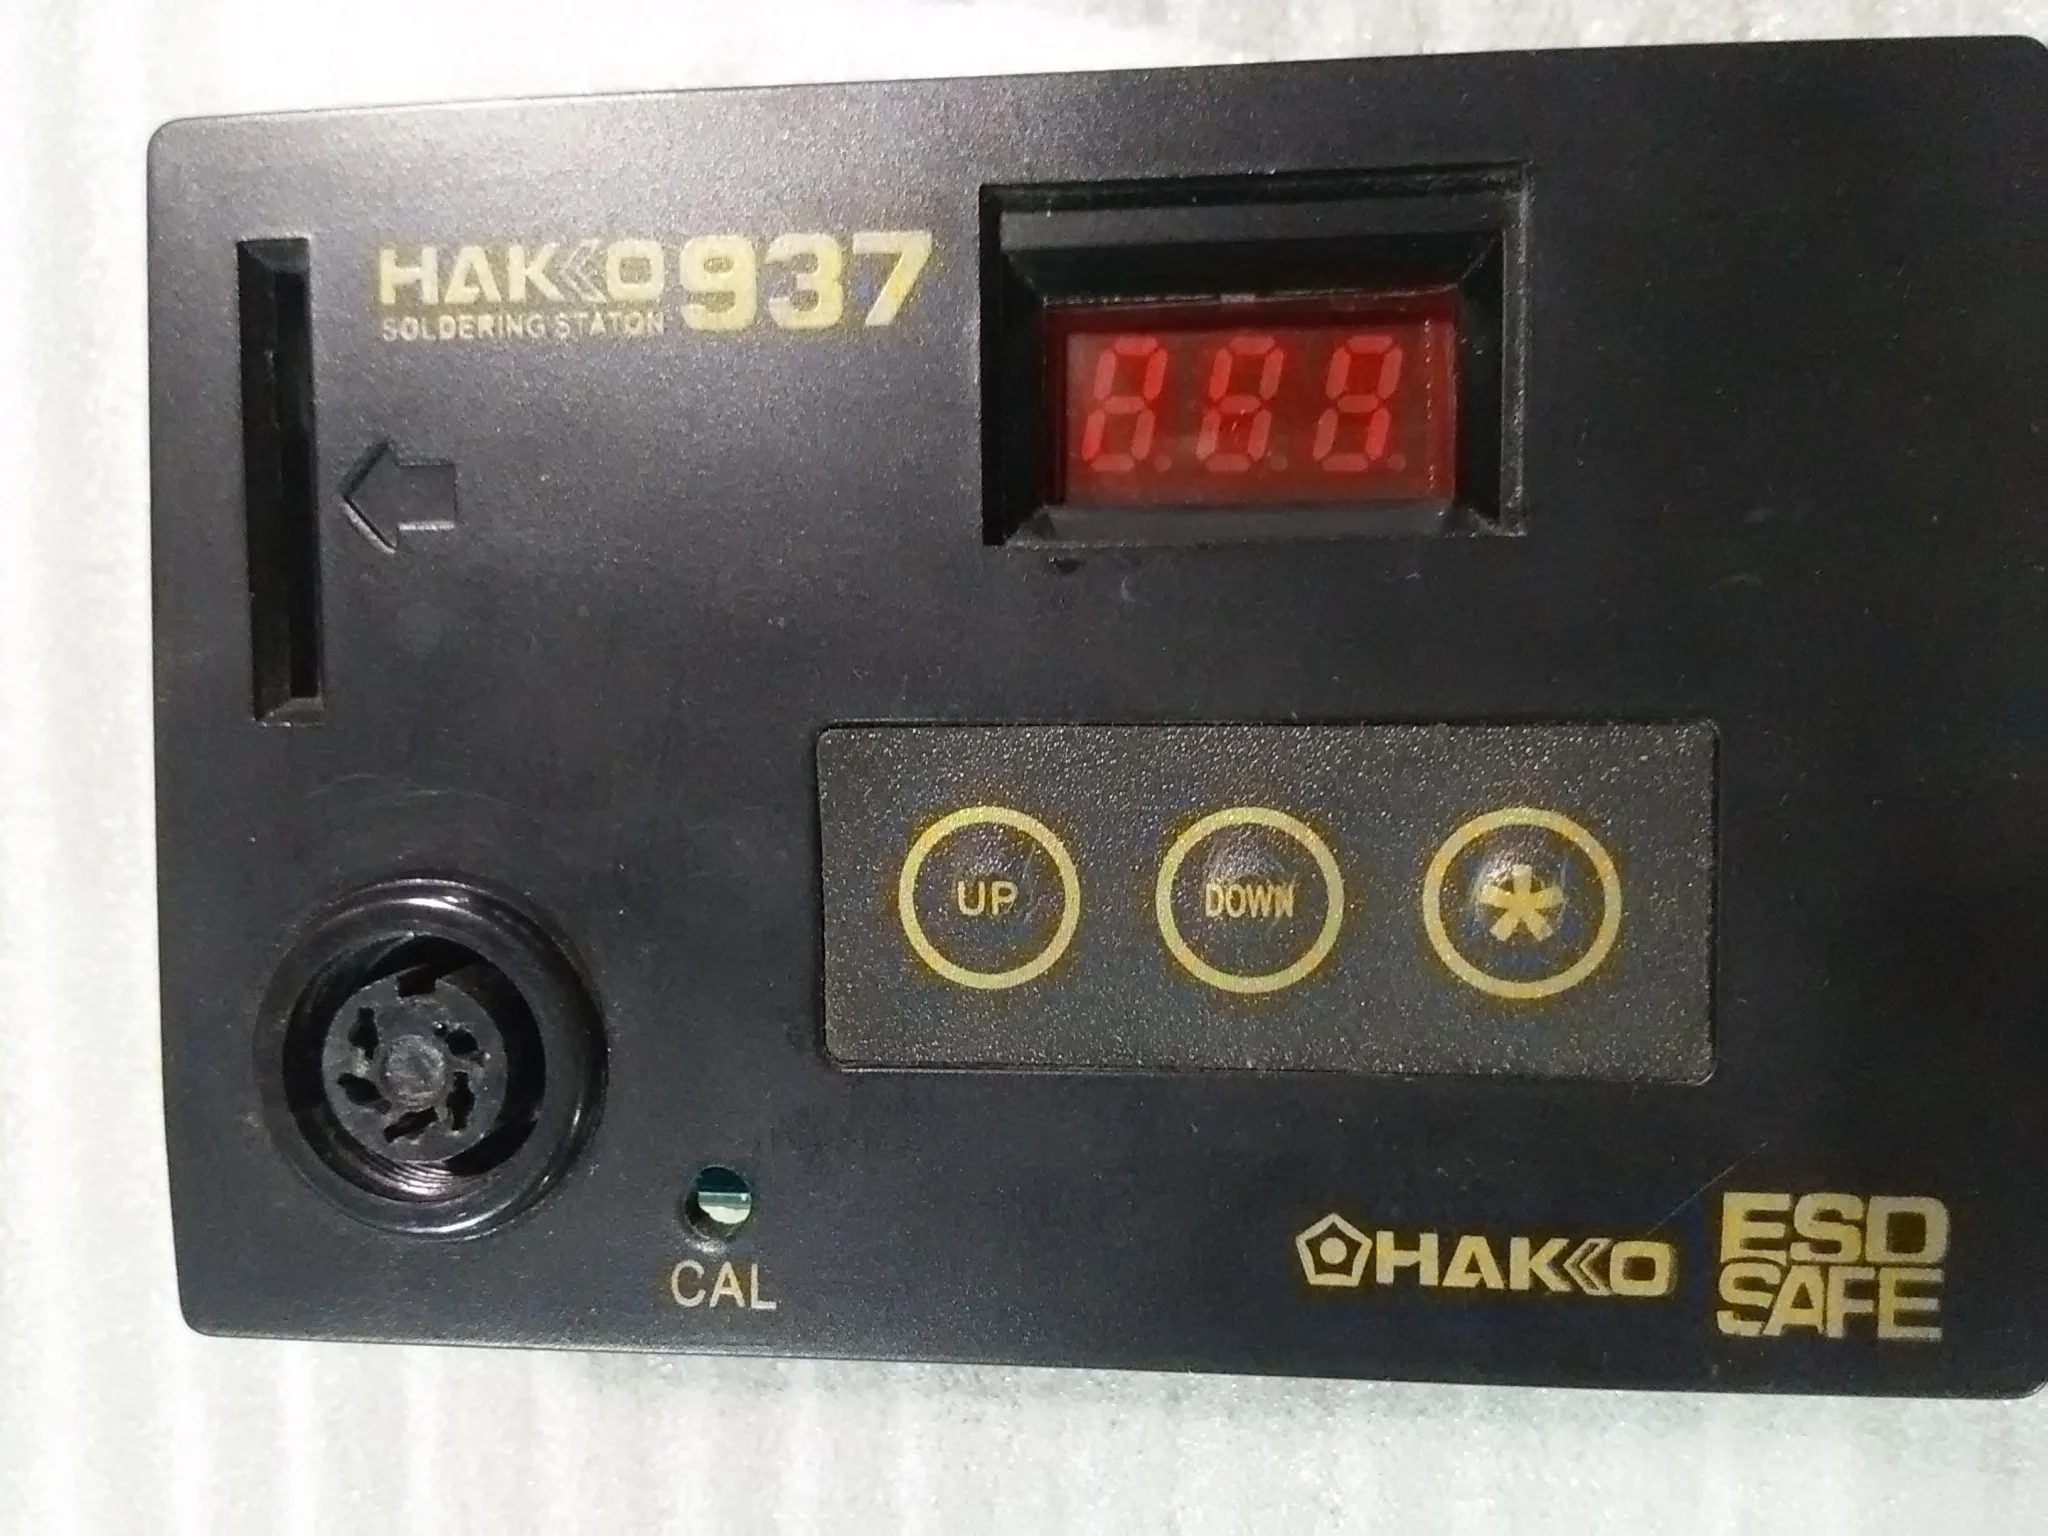 HAKKO 937
SOLDERING STATON
UP
DOWN
*
CAL
HAKKO
ESD
SAFE